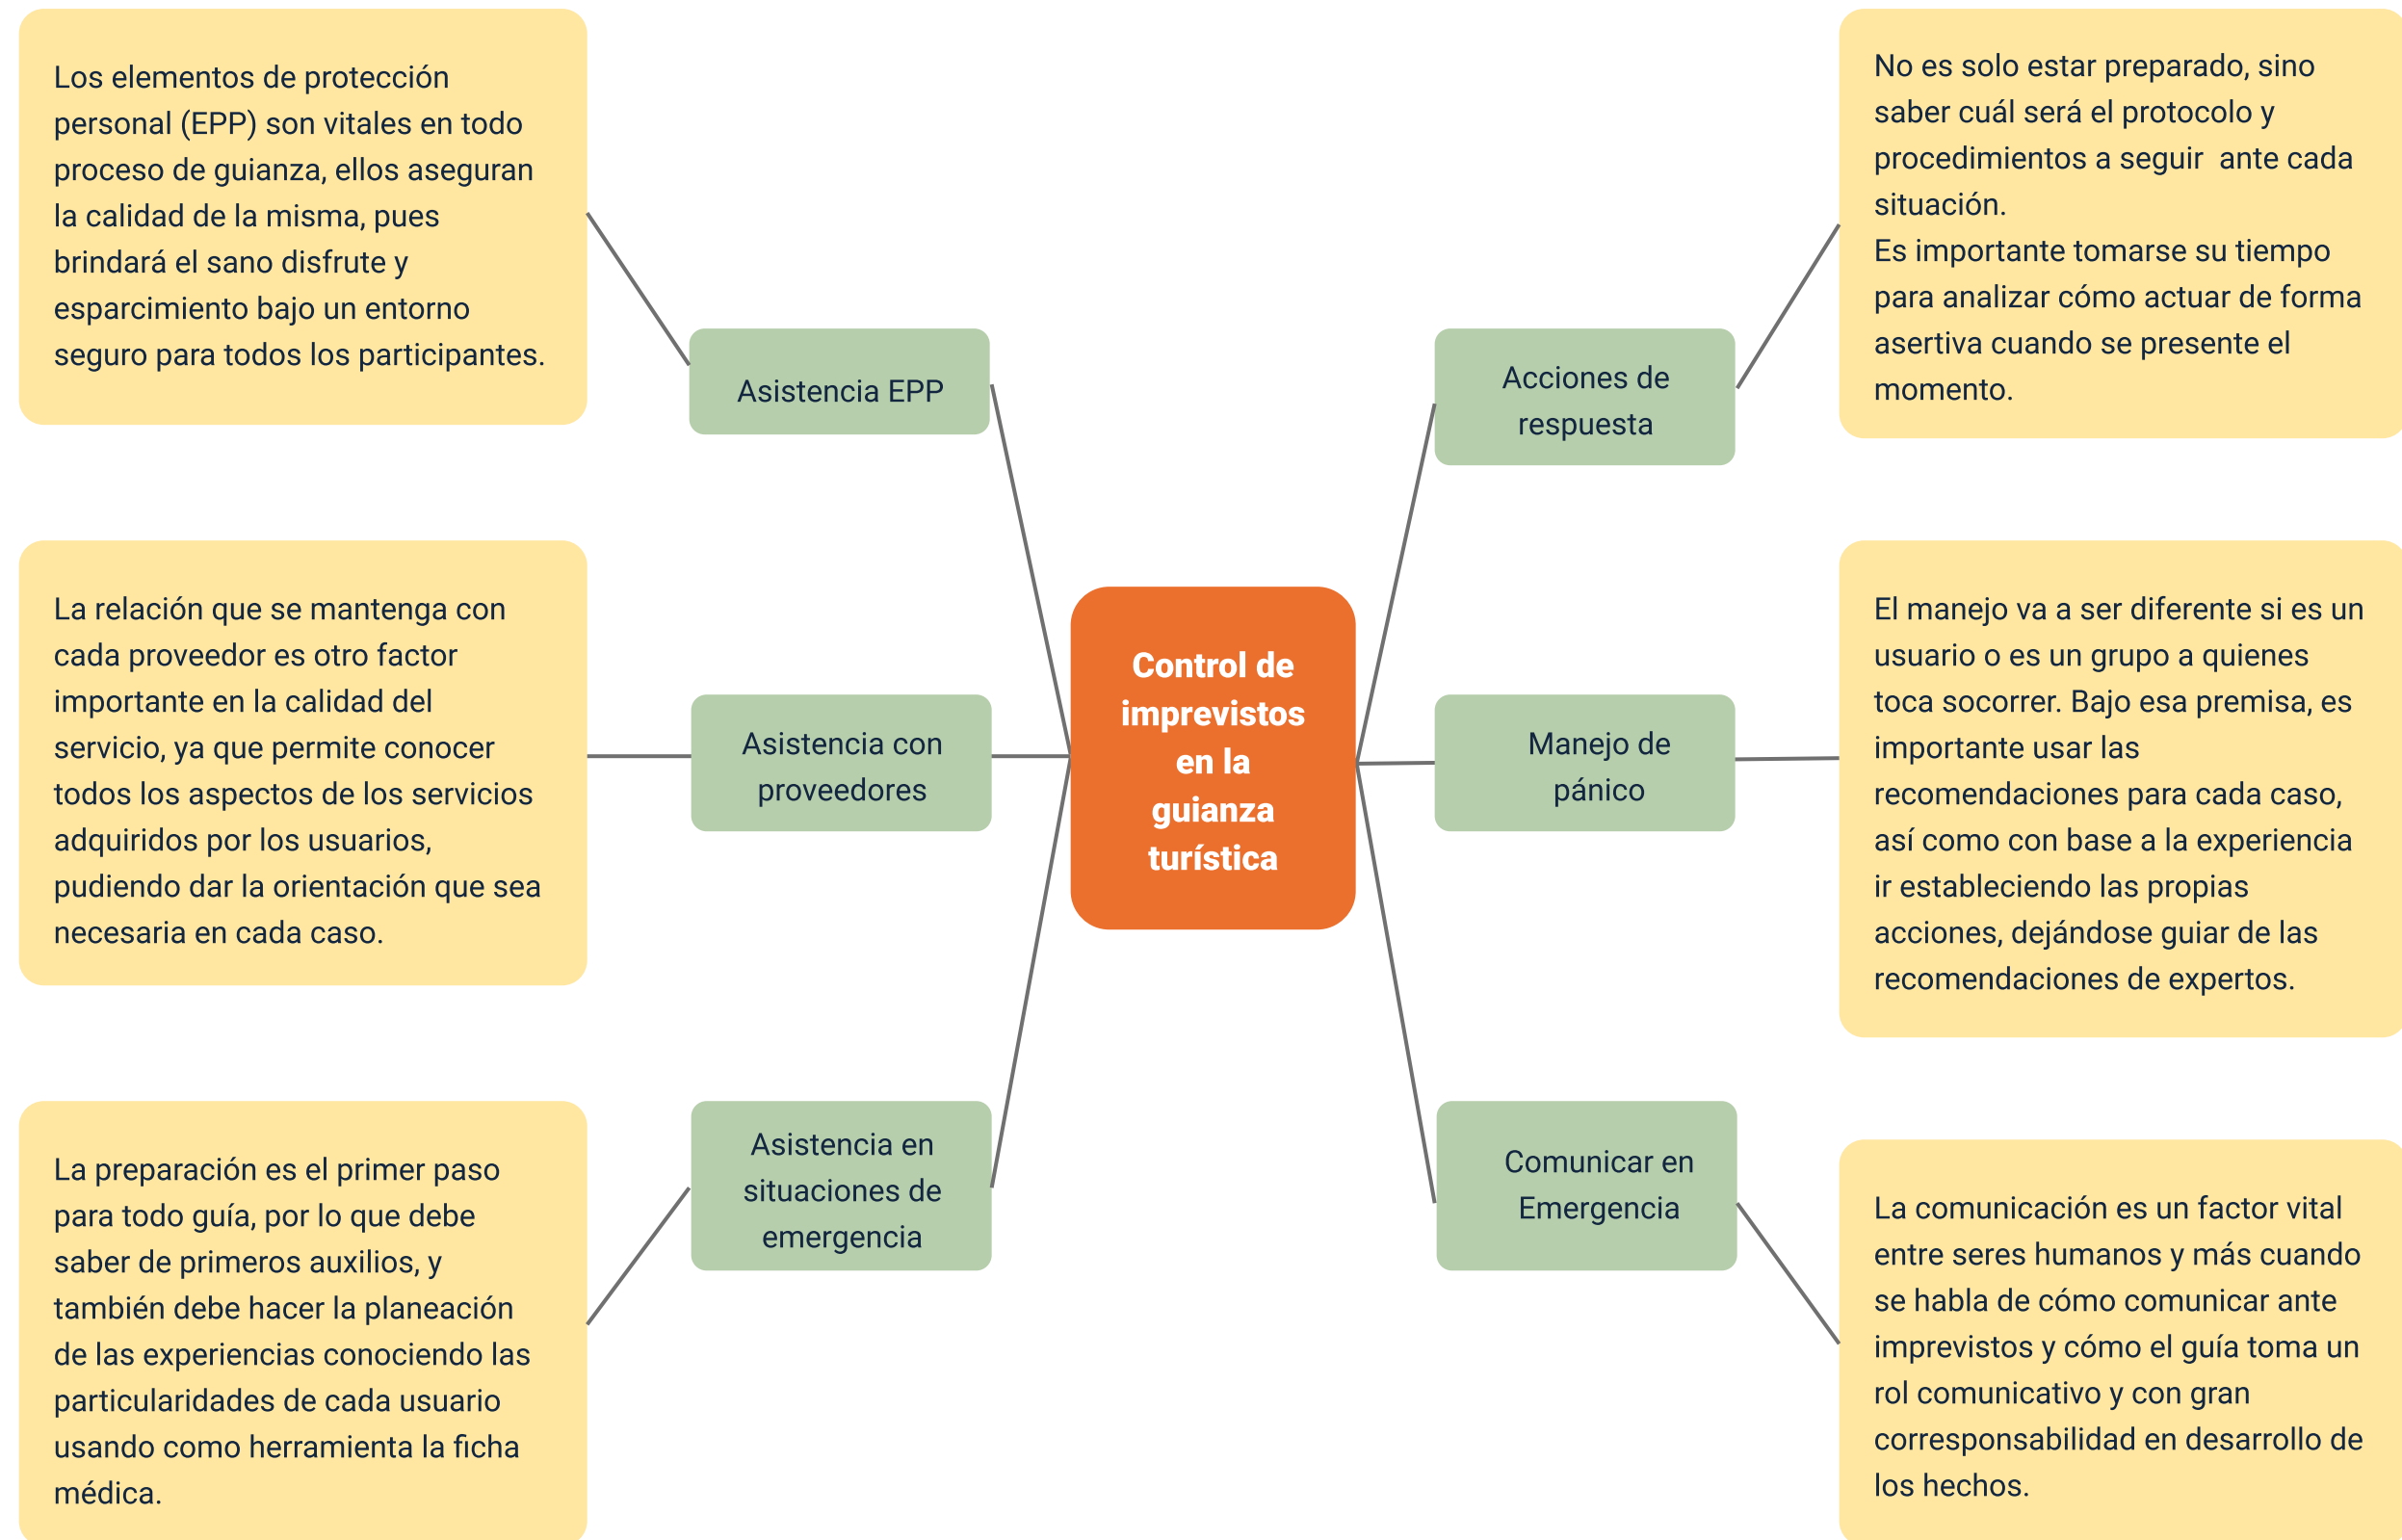 Los elementos de protección
personal (EPP) son vitales en todo
proceso de guianza, ellos aseguran
la calidad de la misma, pues
brindará el sano disfrute y
esparcimiento bajo un entorno
seguro para todos los participantes.
Asistencia EPP
La relación que se mantenga con
cada proveedor es otro factor
importante en la calidad del
servicio, ya que permite conocer
todos los aspectos de los servicios
adquiridos por los usuarios,
pudiendo dar la orientación que sea
necesaria en cada caso.
Asistencia con
proveedores
La preparación es el primer paso
para todo guía, por lo que debe
saber de primeros auxilios, y
también debe hacer la planeación
de las experiencias conociendo las
particularidades de cada usuario
usando como herramienta la ficha
médica.
Asistencia en
situaciones de
emergencia
Control de
imprevistos
en la
guianza
turística
Acciones de
respuesta
No es solo estar preparado, sino
saber cuál será el protocolo y
procedimientos a seguir  ante cada
situación.
Es importante tomarse su tiempo
para analizar cómo actuar de forma
asertiva cuando se presente el
momento.
Manejo de
pánico
El manejo va a ser diferente si es un
usuario o es un grupo a quienes
toca socorrer. Bajo esa premisa, es
importante usar las
recomendaciones para cada caso,
así como con base a la experiencia
ir estableciendo las propias
acciones, dejándose guiar de las
recomendaciones de expertos.
Comunicar en
Emergencia
La comunicación es un factor vital
entre seres humanos y más cuando
se habla de cómo comunicar ante
imprevistos y cómo el guía toma un
rol comunicativo y con gran
corresponsabilidad en desarrollo de
los hechos.